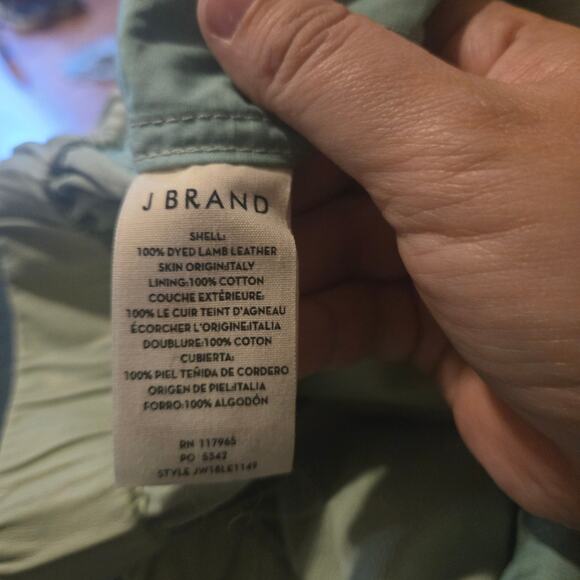 J BRAND
SHELL:
100% DYED LAMB LEATHER
SKIN ORIGIN:ITALY
LINING:100% COTTON
COUCHE EXTÉRIEURE:
100% LE CUIR TEINT D'AGNEAU
ÉCORCHER L'ORIGINE:ITALIA
DOUBLURE:100% COTON
CUBIERTA:
100% PIEL TEÑIDA DE CORDERO
ORIGEN DE PIEL:ITALIA
FORRO:100% ALGODÓN
RN 117965
PO 5342
STYLE JW18LE1149